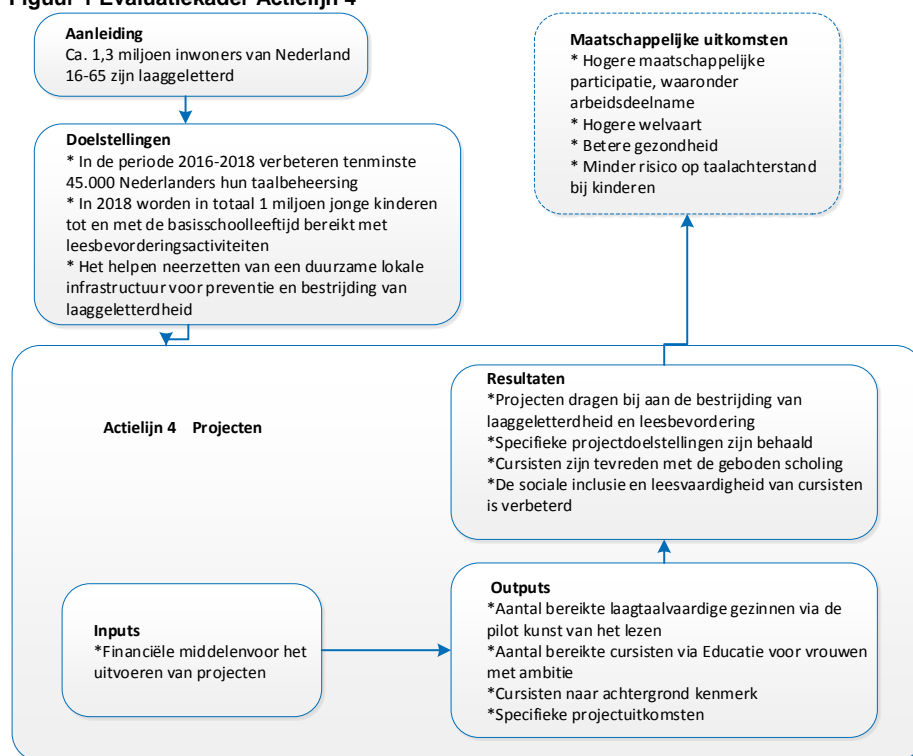 Figuur 1 Evaluatiekader Actielijn 4
Aanleiding
Ca. 1,3 miljoen inwoners van Nederland
16-65 zijn laaggeletterd
Doelstellingen
* In de periode 2016-2018 verbeteren tenminste
45.000 Nederlanders hun taalbeheersing
* In 2018 worden in totaal 1 miljoen jonge kinderen
tot en met de basisschoolleeftijd bereikt met
leesbevorderingsactiviteiten
* Het helpen neerzetten van een duurzame lokale
infrastructuur voor preventie en bestrijding van
laaggeletterdheid
Maatschappelijke uitkomsten
* Hogere maatschappelijke
participatie, waaronder
arbeidsdeelname
* Hogere welvaart
* Betere gezondheid
* Minder risico op taalachterstand
bij kinderen
Actielijn 4 Projecten
Resultaten
*Projecten dragen bij aan de bestrijding van
laaggeletterdheid en leesbevordering
*Specifieke projectdoelstellingen zijn behaald
*Cursisten zijn tevreden met de geboden scholing
*De sociale inclusie en leesvaardigheid van cursisten
is verbeterd
Inputs
*Financiële middelenvoor het
uitvoeren van projecten
Outputs
*Aantal bereikte laagtaalvaardige gezinnen via de
pilot kunst van het lezen
*Aantal bereikte cursisten via Educatie voor vrouwen
met ambitie
*Cursisten naar achtergrond kenmerk
*Specifieke projectuitkomsten